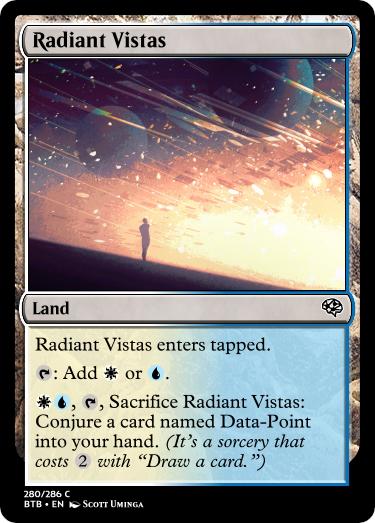 Radiant Vistas
Land
Radiant Vistas enters tapped.
: Add or .
, , Sacrifice Radiant Vistas:
Conjure a card named Data-Point
into your hand. (It's a sorcery that
costs 2 with “Draw a card.”)
280/286 C
BTB • EN Scott Uminga